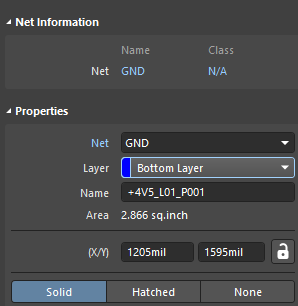 Net Information
Name Class
Net GND N/A
Properties
Net GND
Layer Bottom Layer
Name +4V5_L01_P001
Area 2.866 sq.inch
(X/Y) 1205mil 1595mil
Solid Hatched None